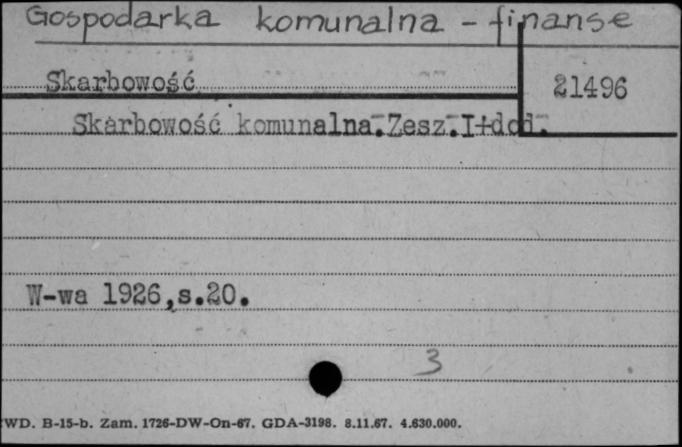 Gospodarka komunalna - finanse
Skarbowość
21496
Skarbowość komunalna.Zesz.I+dod.
W-wa 1926,s.20.
3
WD. B-15-b. Zam. 1726-DW-On-67. GDA-3198. 8.11.67. 4.630.000.